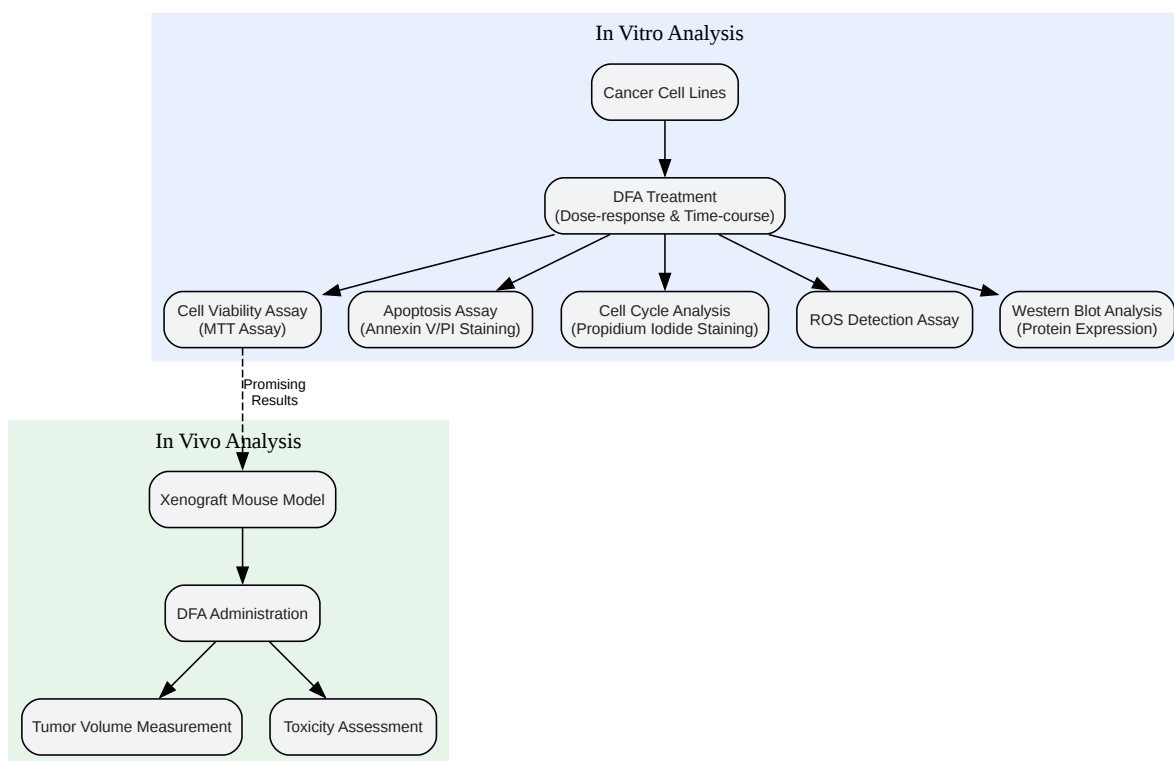 In Vitro Analysis
Cancer Cell Lines
DFA Treatment
(Dose-response & Time-course)
Cell Viability Assay
(MTT Assay)
Apoptosis Assay
(Annexin V/PI Staining)
Cell Cycle Analysis
(Propidium Iodide Staining)
ROS Detection Assay
Western Blot Analysis
(Protein Expression)
Promising
Results
In Vivo Analysis
Xenograft Mouse Model
DFA Administration
Tumor Volume Measurement
Toxicity Assessment